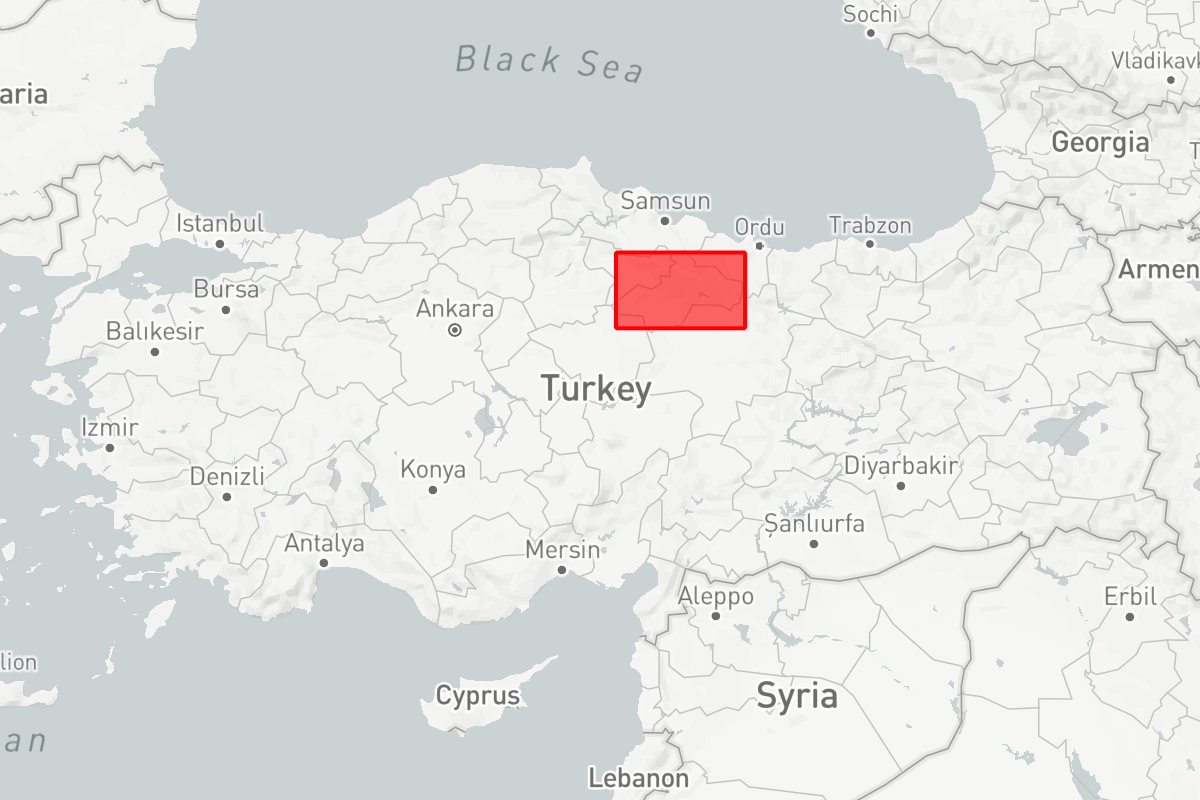 Sochi
Black Sea
Vladikavk
aria
Georgia
T
Samsun
Istanbul
Ordu
Trabzon
Armen
Bursa
Ankara
Balıkesir
Turkey
Izmir
Konya
Diyarbakir
Denizli
Şanlıurfa
Antalya
Mersin
Aleppo
Erbil
lion
Cyprus
Syria
an
Lebanon